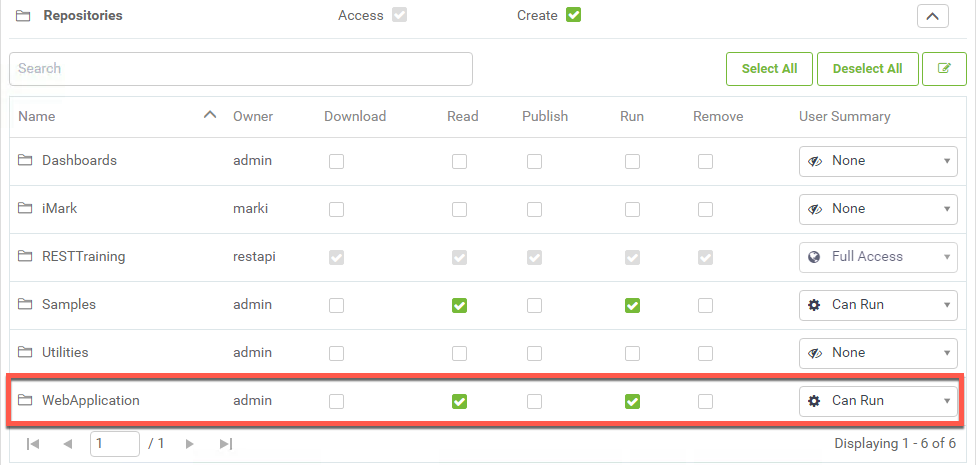 Repositories Access Create
Search Select All Deselect All
Name Owner Download Read Publish Run Remove User Summary
Dashboards admin None
iMark marki None
RESTTraining restapi Full Access
Samples admin Can Run
Utilities admin None
WebApplication admin Can Run
1 / 1 Displaying 1 - 6 of 6